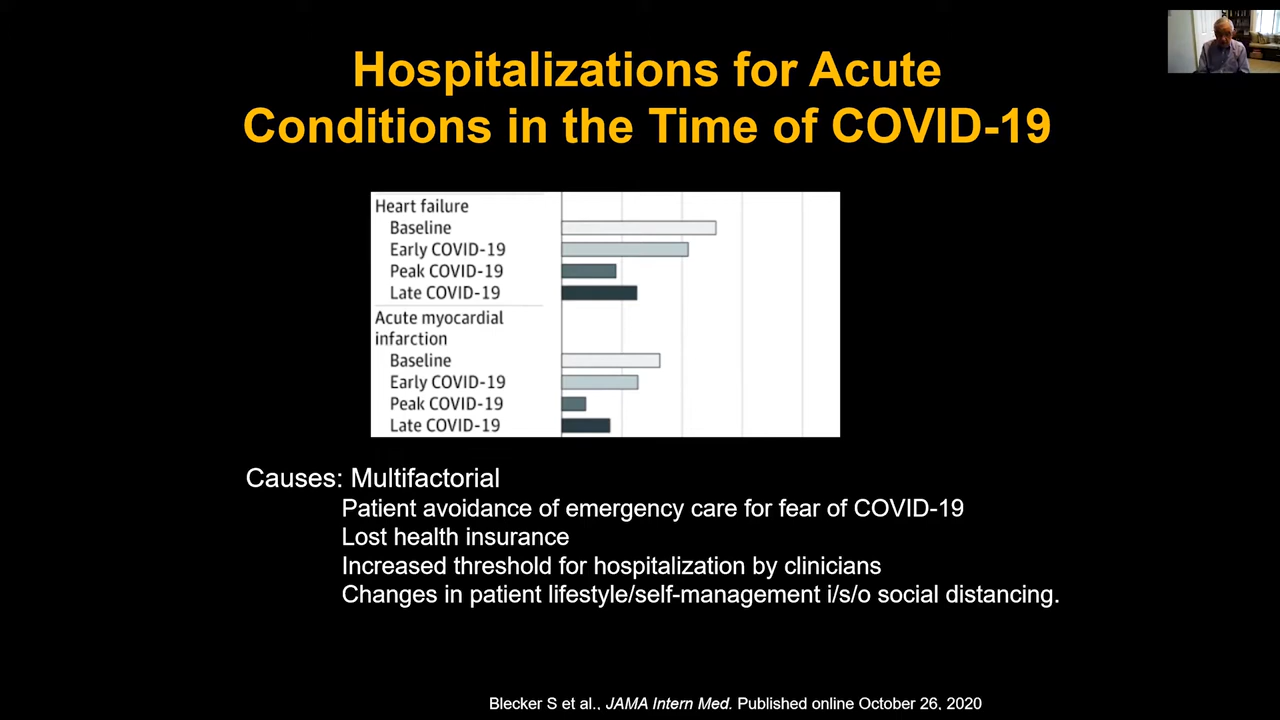 Hospitalizations for Acute
Conditions in the Time of COVID-19
Heart failure
Baseline
Early COVID-19
Peak COVID-19
Late COVID-19
Acute myocardial
infarction
Baseline
Early COVID-19
Peak COVID-19
Late COVID-19
Causes: Multifactorial
Patient avoidance of emergency care for fear of COVID-19
Lost health insurance
Increased threshold for hospitalization by clinicians
Changes in patient lifestyle/self-management i/s/o social distancing.
Blecker S et al., JAMA Intern Med. Published online October 26, 2020